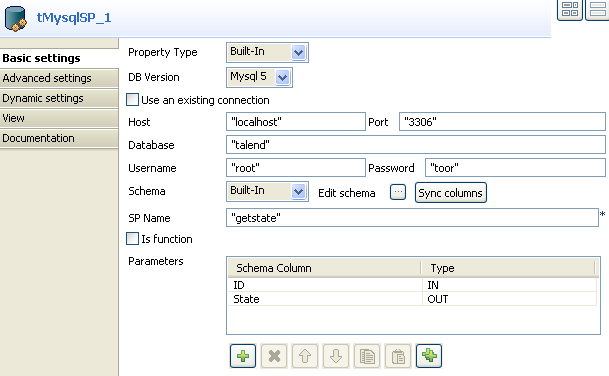 tMysqlSP_1
Basic settings
Advanced settings
Dynamic settings
View
Documentation
Property Type Built-In
DB Version Mysql 5
Use an existing connection
Host "localhost" Port "3306"
Database "talend"
Username "root" Password "toor"
Schema Built-In Edit schema ... Sync columns
SP Name "getstate" *
Is function
Parameters
Schema Column Type
ID IN
State OUT